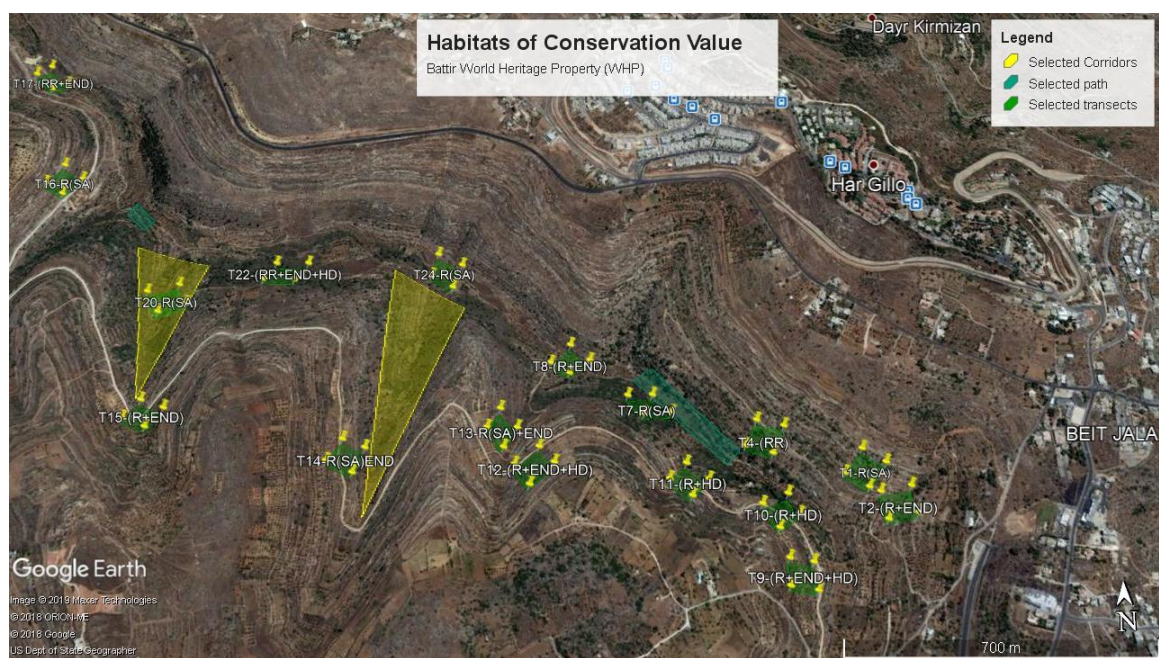 Habitats of Conservation Value
Battir World Heritage Property (WHP)
Dayr Kirmizan
Legend
Selected Corridors
Selected path
Selected transects
T17-(RR+END)
T16-R(SA)
Har Gillo
T22-(RR+END+HD)
T24-R(SA)
T20-R(SA)
T8-(R+END)
T15-(R+END)
T7-R(SA)
T13-R(SA)+END
T4-(RR)
BEIT JALA
T14-R(SA)END
T12-(R+END+HD)
T11-(R+HD)
T1-R(SA)
T2-(R+END)
T10-(R+HD)
T9-(R+END+HD)
Google Earth
Image © 2019 Maxar Technologies
© 2018 ORION-ME
© 2018 Google
US Dept of State Geographer
N
700 m